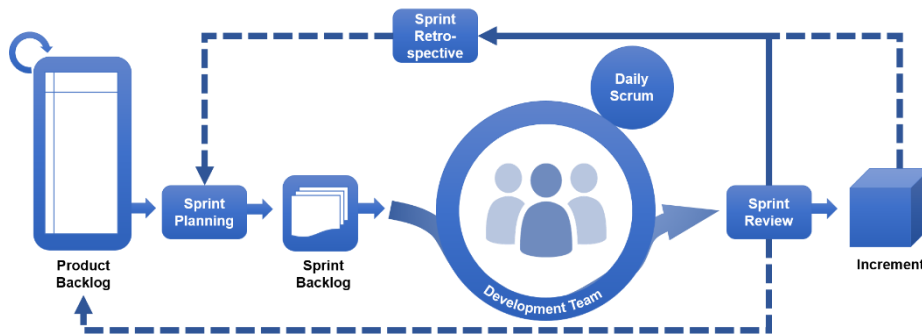 Sprint
Retro-
spective
Daily
Scrum
Sprint
Planning
Sprint
Review
Product
Backlog
Sprint
Backlog
Development Team
Increment